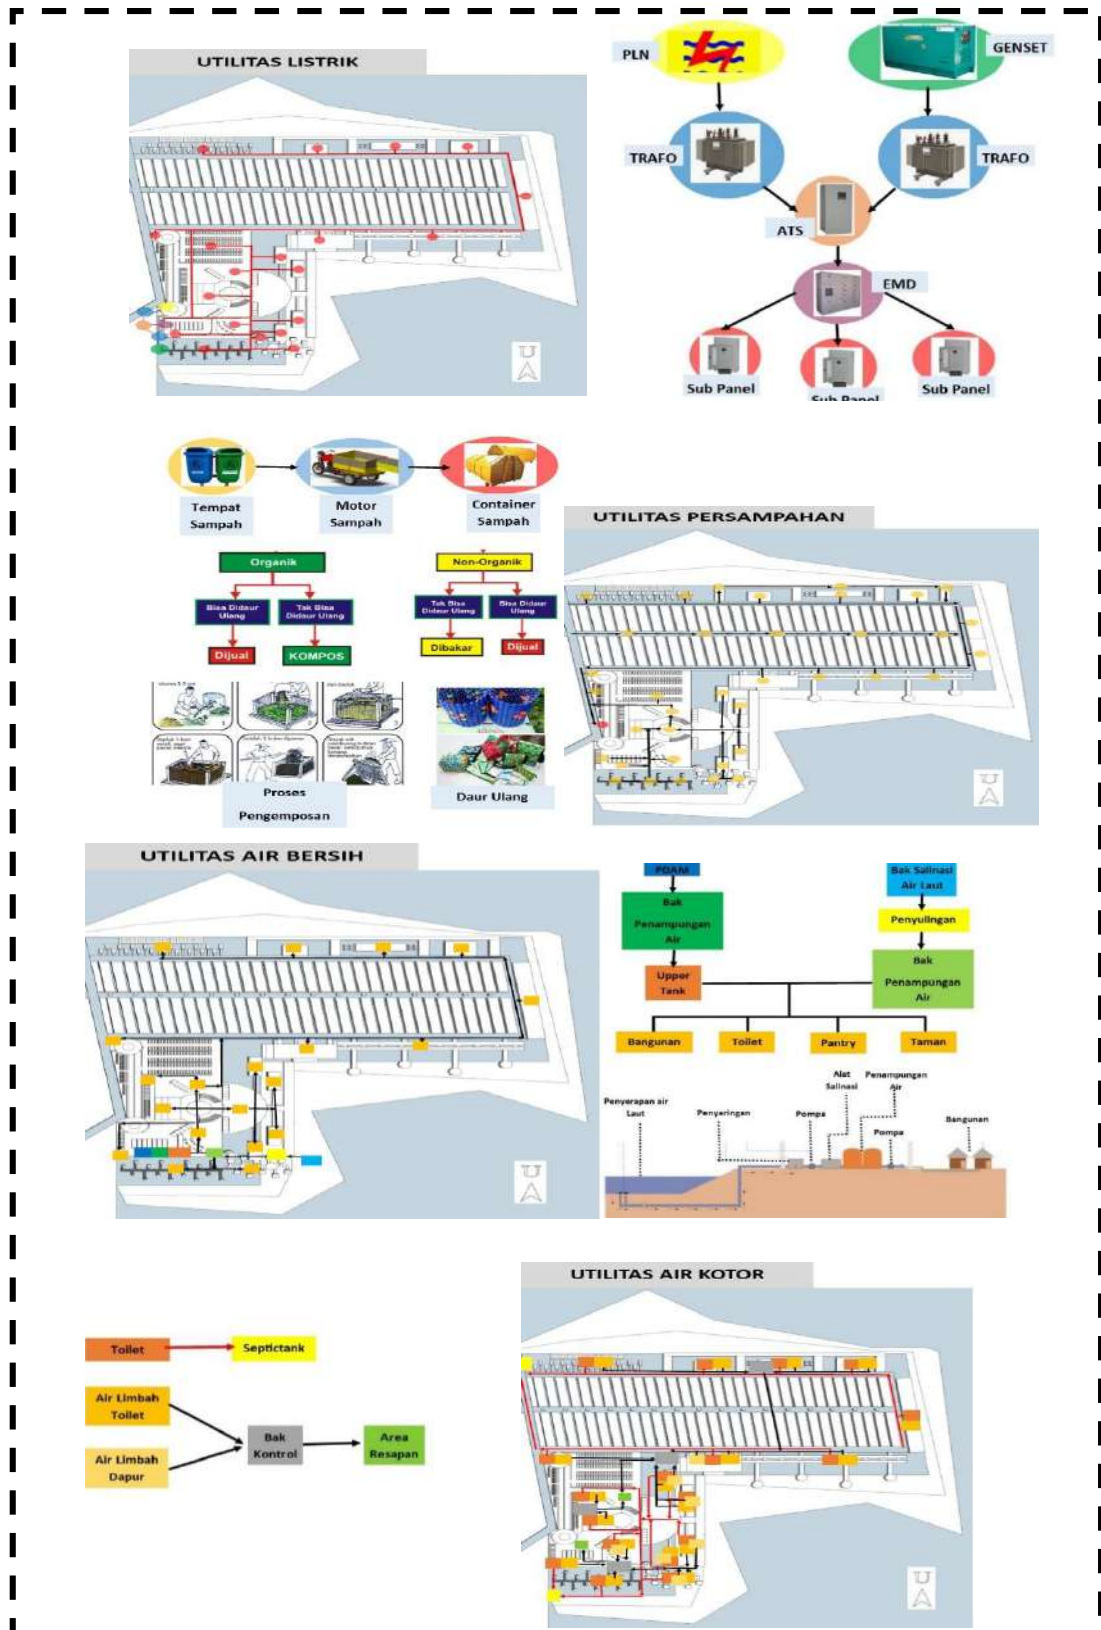 UTILITAS LISTRIK
PLN
GENSET
TRAFO
TRAFO
ATS
EMD
Sub Panel
Sub Panel
Sub Panel
U
Tempat
Sampah
Motor
Sampah
Container
Sampah
Organik
Non-Organik
Bisa Didaur
Ulang
Tak Bisa
Didaur Ulang
Tak Bisa
Didaur Ulang
Bisa Didaur
Ulang
Dijual
KOMPOS
Dibakar
Dijual
Proses
Pengemposan
Daur Ulang
UTILITAS PERSAMPAHAN
U
UTILITAS AIR BERSIH
U
PDAM
Bak
Penampungan
Air
Upper
Tank
Bak Salinasi
Air Laut
Penyulingan
Bak
Penampungan
Air
Bangunan
Toilet
Pantry
Taman
Penyerapan air
Laut
Penyaringan
Pompa
Alat
Salinasi
Penampungan
Air
Pompa
Bangunan
UTILITAS AIR KOTOR
U
Toilet
Septictank
Air Limbah
Toilet
Air Limbah
Dapur
Bak
Kontrol
Area
Resapan